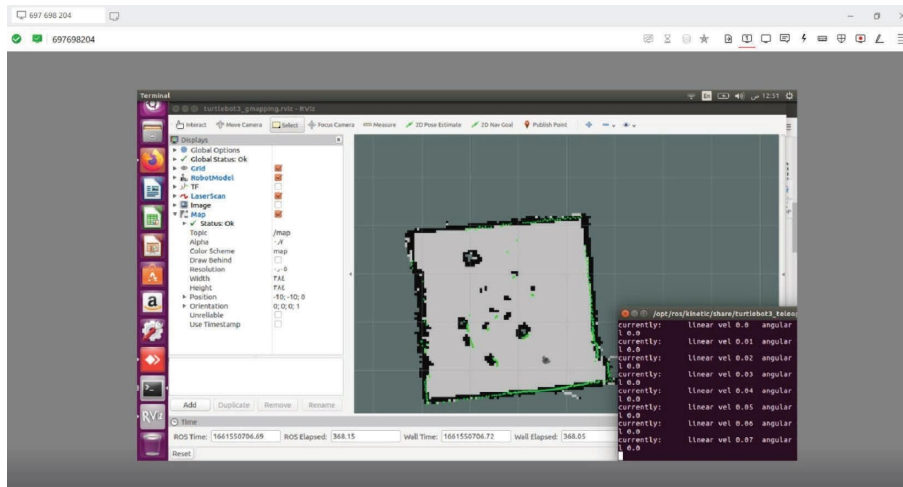 697 698 204
697698204
Terminal
En
12:51 ص
turtlebot3_gmapping.rviz - RViz
Interact Move Camera Select Focus Camera Measure 2D Pose Estimate 2D Nav Goal Publish Point
Displays
Global Options
Global Status: Ok
Grid
RobotModel
TF
LaserScan
Image
Map
Status: Ok
Topic /map
Alpha
Color Scheme map
Draw Behind
Resolution
Width ٣٨٤
Height ٣٨٤
Position -10; -10; 0
Orientation 0; 0; 0; 1
Unreliable
Use Timestamp
Add Duplicate Remove Rename
Time
ROS Time: 1661550706.69 ROS Elapsed: 368.15 Wall Time: 1661550706.72 Wall Elapsed: 368.05
Reset
/opt/ros/kinetic/share/turtlebot3_teleo
currently: linear vel 0.0 angular
l 0.0
currently: linear vel 0.01 angular
l 0.0
currently: linear vel 0.02 angular
l 0.0
currently: linear vel 0.03 angular
l 0.0
currently: linear vel 0.04 angular
l 0.0
currently: linear vel 0.05 angular
l 0.0
currently: linear vel 0.06 angular
l 0.0
currently: linear vel 0.07 angular
l 0.0
a
RViz